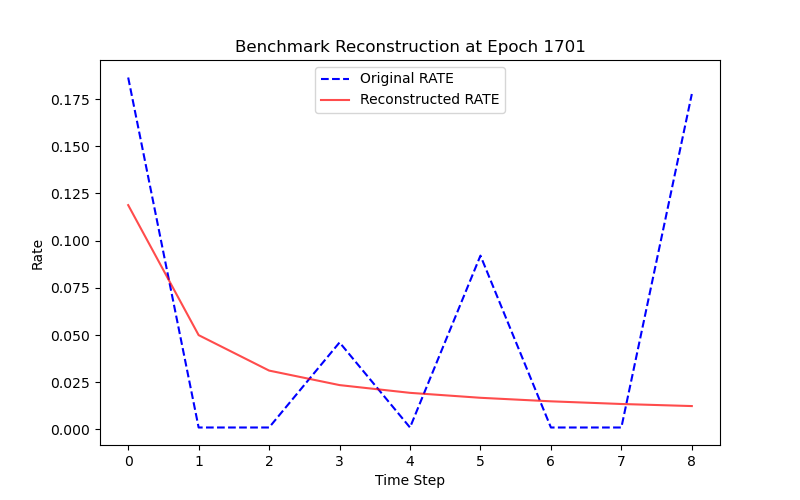 Benchmark Reconstruction at Epoch 1701
Original RATE
Reconstructed RATE
0.175
0.150
0.125
0.100
0.075
0.050
0.025
0.000
Rate
0 1 2 3 4 5 6 7 8
Time Step